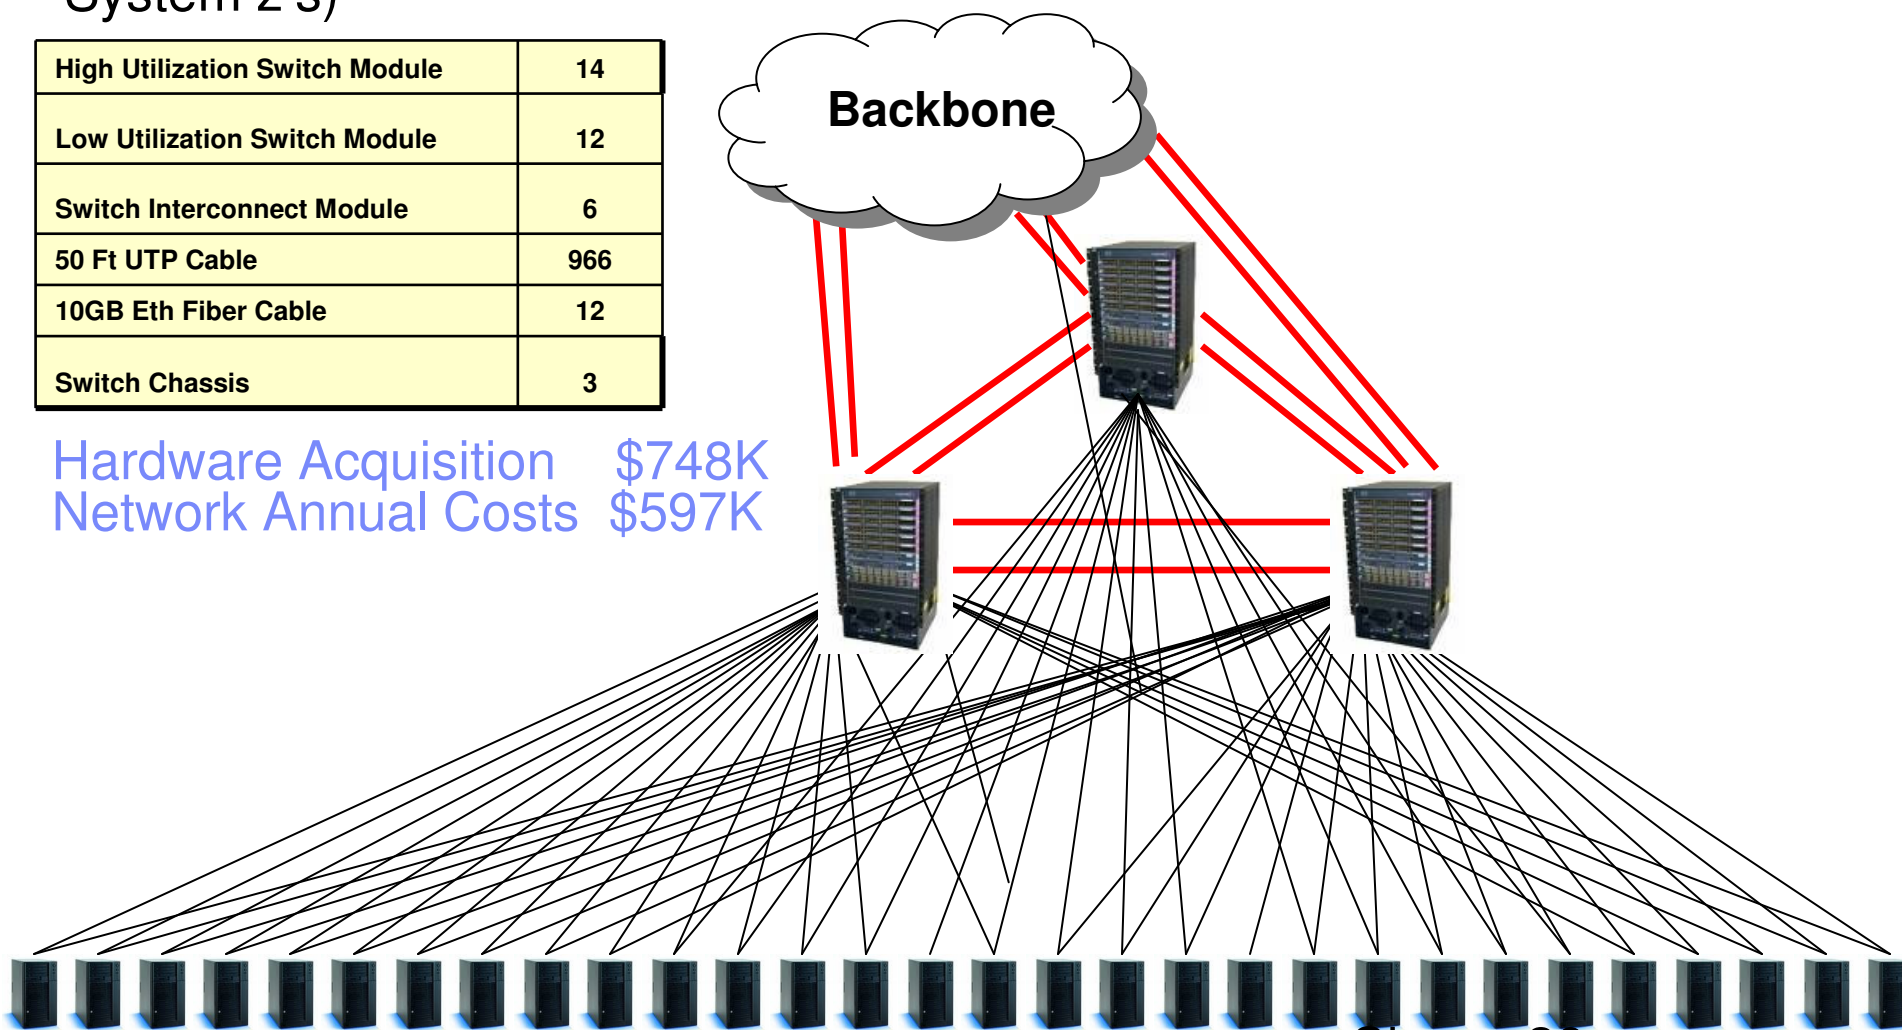 System z's)
High Utilization Switch Module 14
Low Utilization Switch Module 12
Switch Interconnect Module 6
50 Ft UTP Cable 966
10GB Eth Fiber Cable 12
Switch Chassis 3
Hardware Acquisition $748K
Network Annual Costs $597K
Backbone